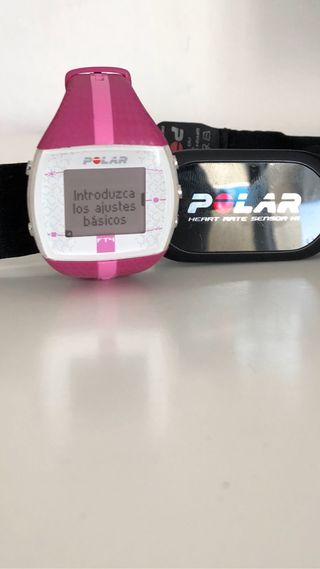 POLAR
Introduzca
los ajustes
básicos
POLAR
HEART RATE SENSOR H1